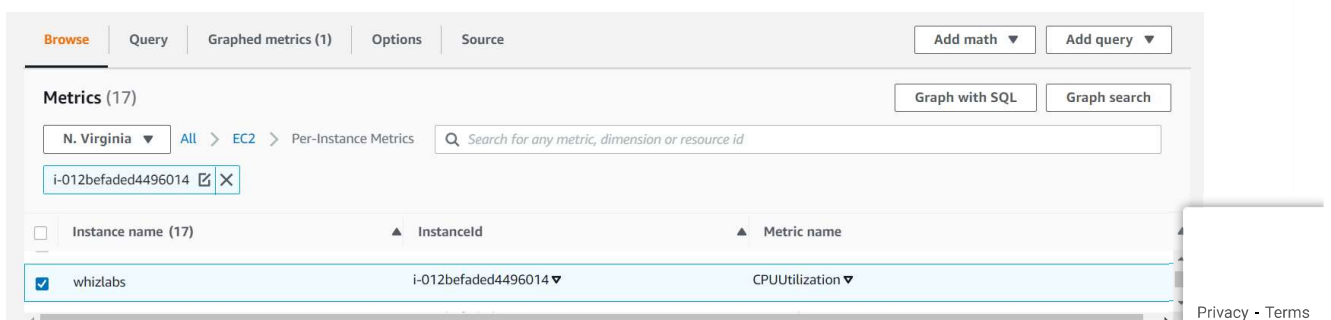 Browse Query Graphed metrics (1) Options Source Add math ▼ Add query ▼
Metrics (17) Graph with SQL Graph search
N. Virginia ▼ All > EC2 > Per-Instance Metrics Search for any metric, dimension or resource id
i-012befaded4496014
Instance name (17) ▲ InstanceId ▲ Metric name
whizlabs i-012befaded4496014 CPUUtilization
Privacy - Terms